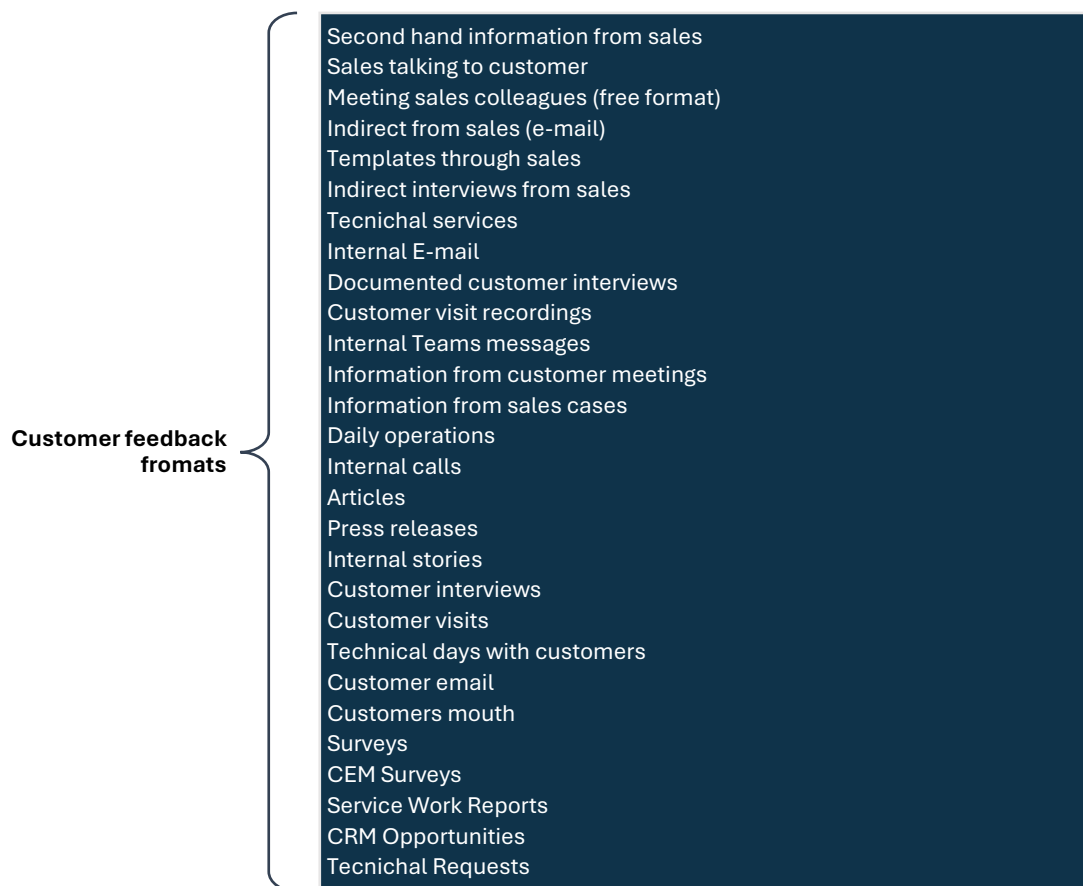 Second hand information from sales
Sales talking to customer
Meeting sales colleagues (free format)
Indirect from sales (e-mail)
Templates through sales
Indirect interviews from sales
Tecnichal services
Internal E-mail
Documented customer interviews
Customer visit recordings
Internal Teams messages
Information from customer meetings
Information from sales cases
Customer feedback
fromats
Daily operations
Internal calls
Articles
Press releases
Internal stories
Customer interviews
Customer visits
Technical days with customers
Customer email
Customers mouth
Surveys
CEM Surveys
Service Work Reports
CRM Opportunities
Tecnichal Requests